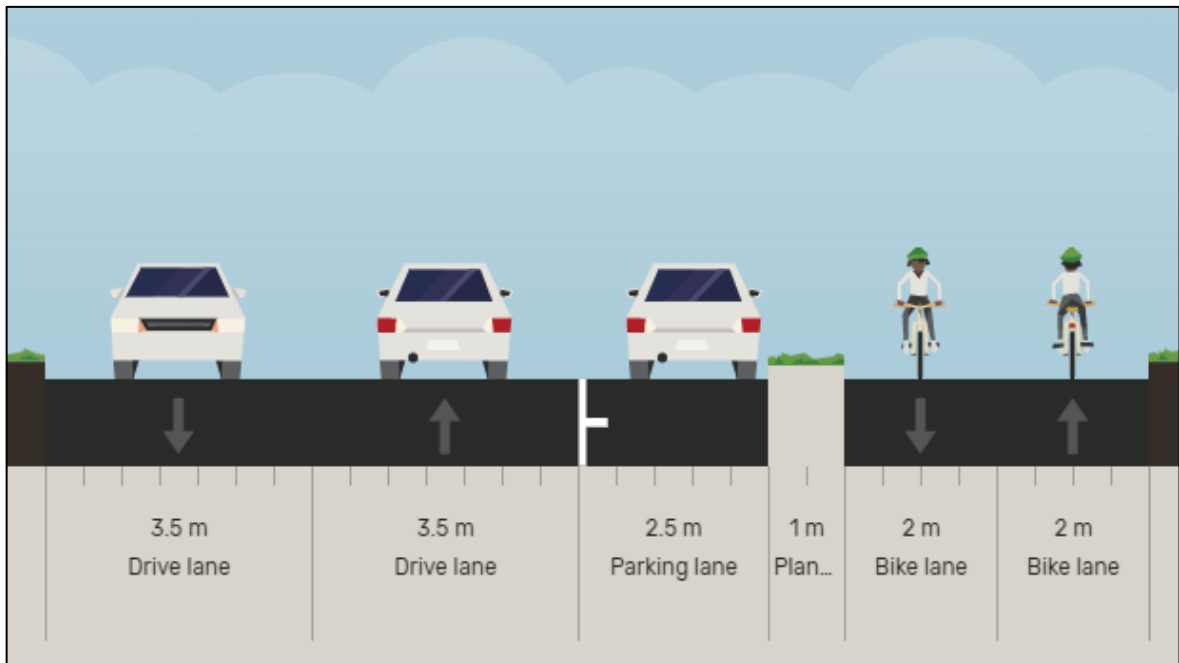 3.5 m
Drive lane
3.5 m
Drive lane
2.5 m
Parking lane
1 m
Plan...
2 m
Bike lane
2 m
Bike lane